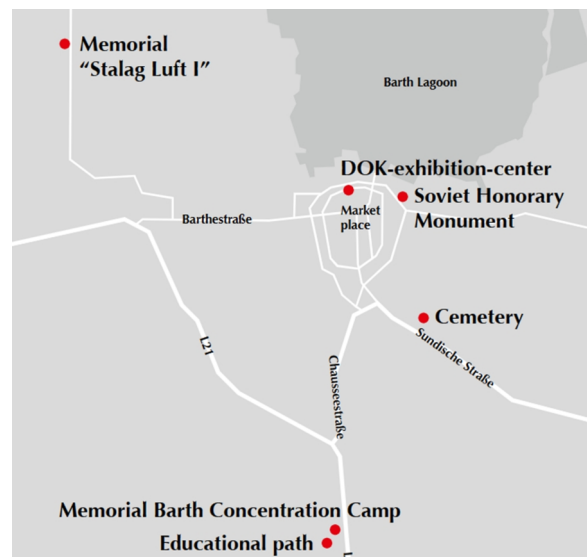 Memorial
“Stalag Luft I”
Barth Lagoon
DOK-exhibition-center
Soviet Honorary
Monument
Market
place
Barthestraße
Cemetery
Sundische Straße
L21
Chausseestraße
Memorial Barth Concentration Camp
Educational path
L